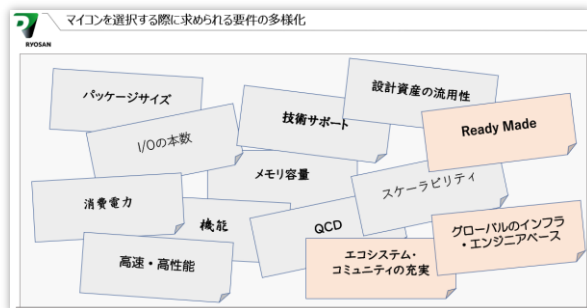 マイコンを選択する際に求められる要件の多様化
RYOSAN
パッケージサイズ
I/Oの本数
技術サポート
設計資産の流用性
Ready Made
消費電力
メモリ容量
スケーラビリティ
機能
QCD
グローバルのインフラ
・エンジニアベース
高速・高性能
エコシステム・
コミュニティの充実